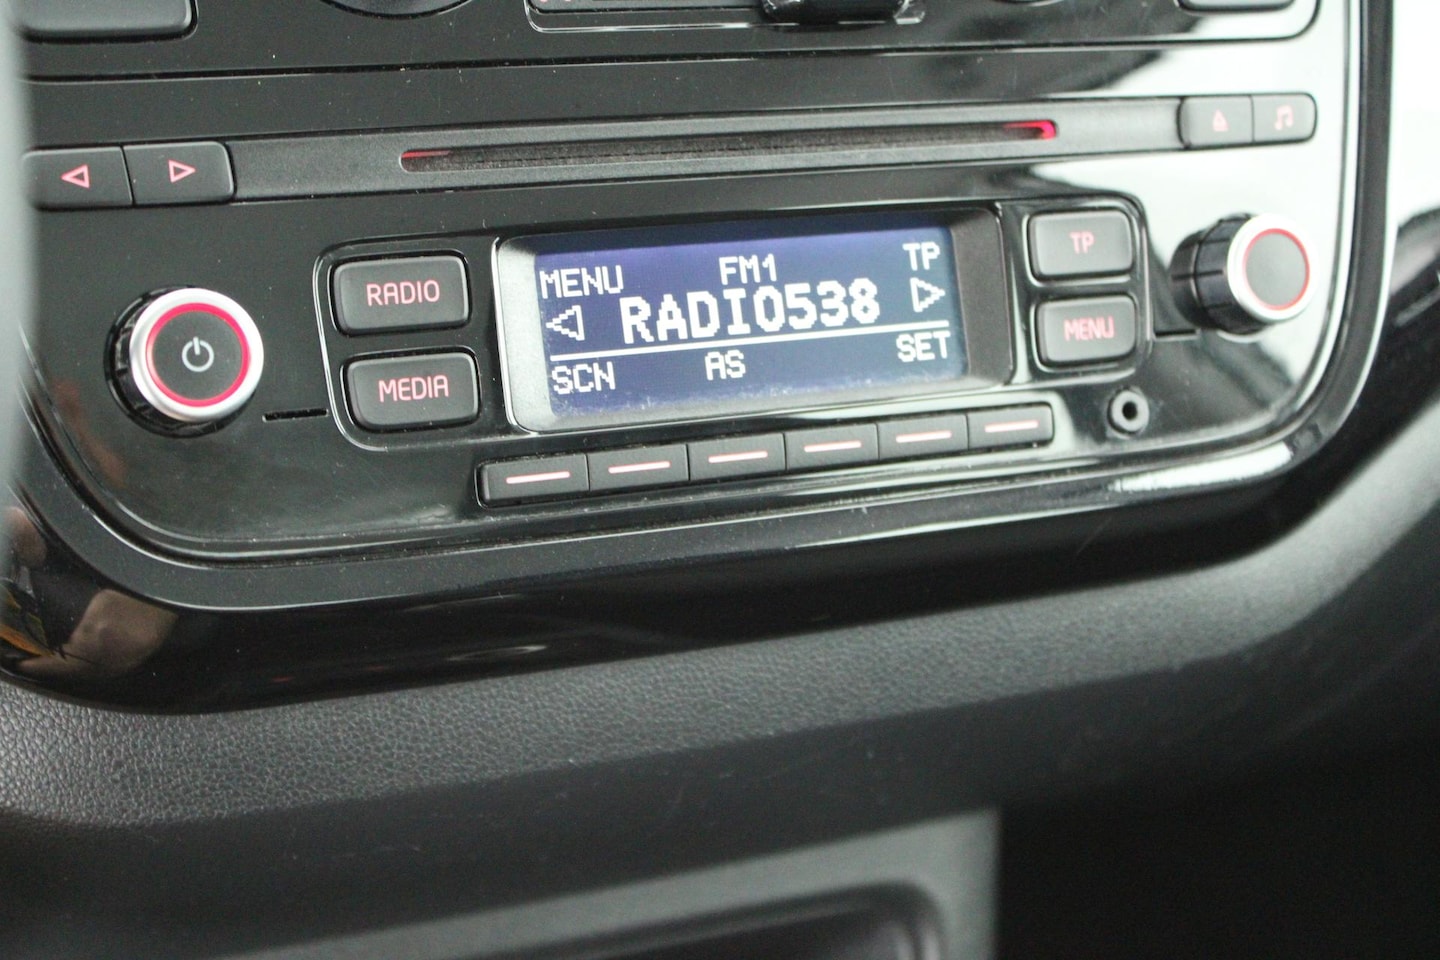 RADIO
MEDIA
MENU FM1 TP
RADIO538
SCN AS SET
TP
MENU